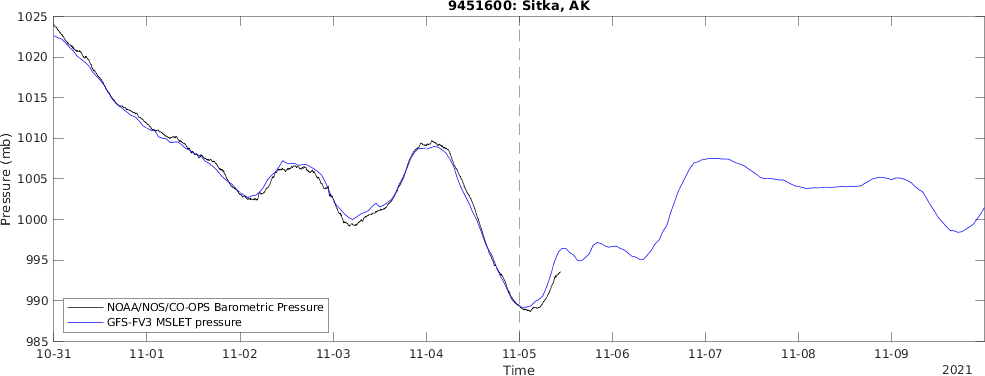 9451600: Sitka, AK
1025
1020
1015
1010
1005
1000
995
990
985
Pressure (mb)
NOAA/NOS/CO-OPS Barometric Pressure
GFS-FV3 MSLET pressure
10-31 11-01 11-02 11-03 11-04 11-05 11-06 11-07 11-08 11-09
Time
2021